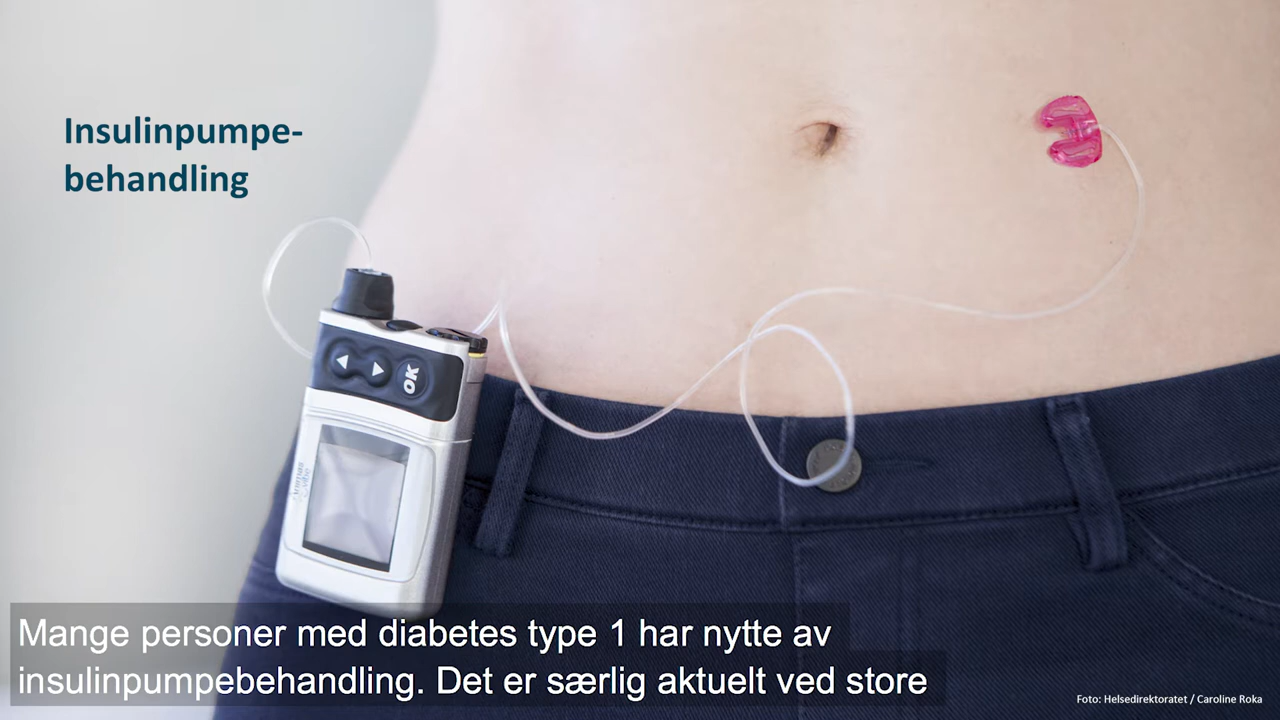 Insulinpumpe-
behandling
OK
Mange personer med diabetes type 1 har nytte av
insulinpumpebehandling. Det er særlig aktuelt ved store
Foto: Helsedirektoratet / Caroline Roka